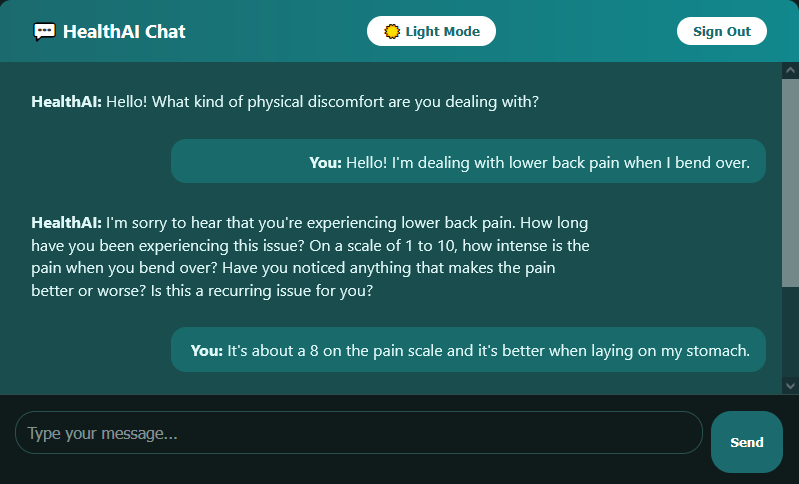 HealthAI Chat
Light Mode
Sign Out
HealthAI: Hello! What kind of physical discomfort are you dealing with?
You: Hello! I'm dealing with lower back pain when I bend over.
HealthAI: I'm sorry to hear that you're experiencing lower back pain. How long
have you been experiencing this issue? On a scale of 1 to 10, how intense is the
pain when you bend over? Have you noticed anything that makes the pain
better or worse? Is this a recurring issue for you?
You: It's about a 8 on the pain scale and it's better when laying on my stomach.
Type your message...
Send